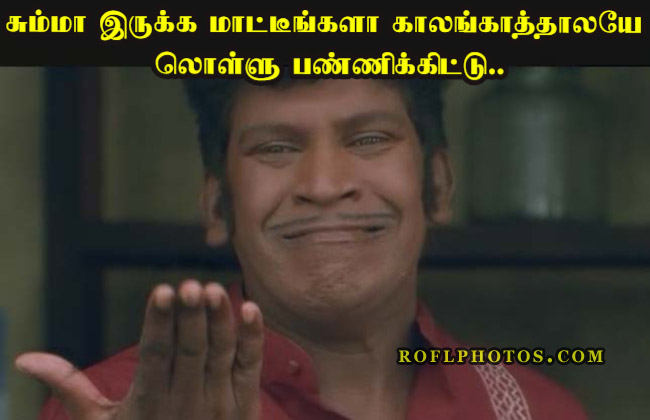 சும்மா இருக்க மாட்டீங்களா காலங்காத்தாலயே
லொள்ளு பண்ணிக்கிட்டு..
ROFLPHOTOS.COM